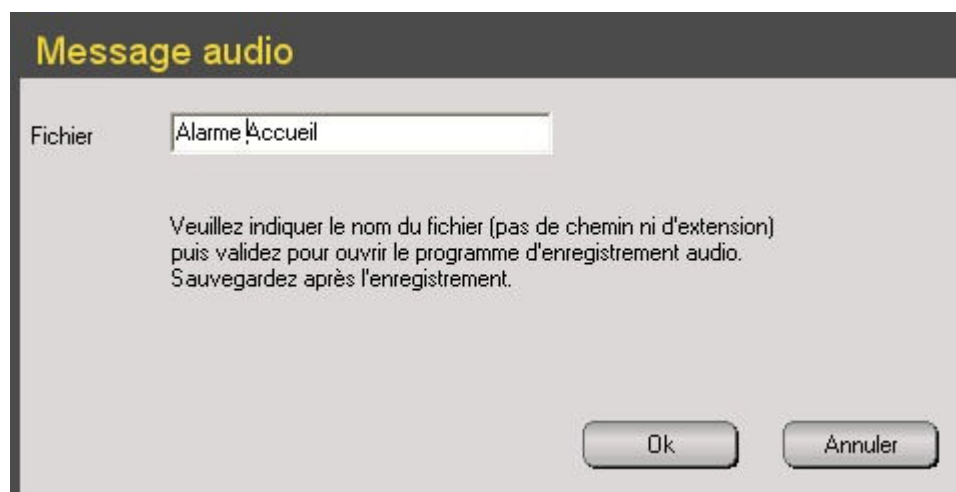 Message audio
Fichier Alarme Accueil
Veuillez indiquer le nom du fichier (pas de chemin ni d'extension)
puis validez pour ouvrir le programme d'enregistrement audio.
Sauvegardez après l'enregistrement.
Ok Annuler